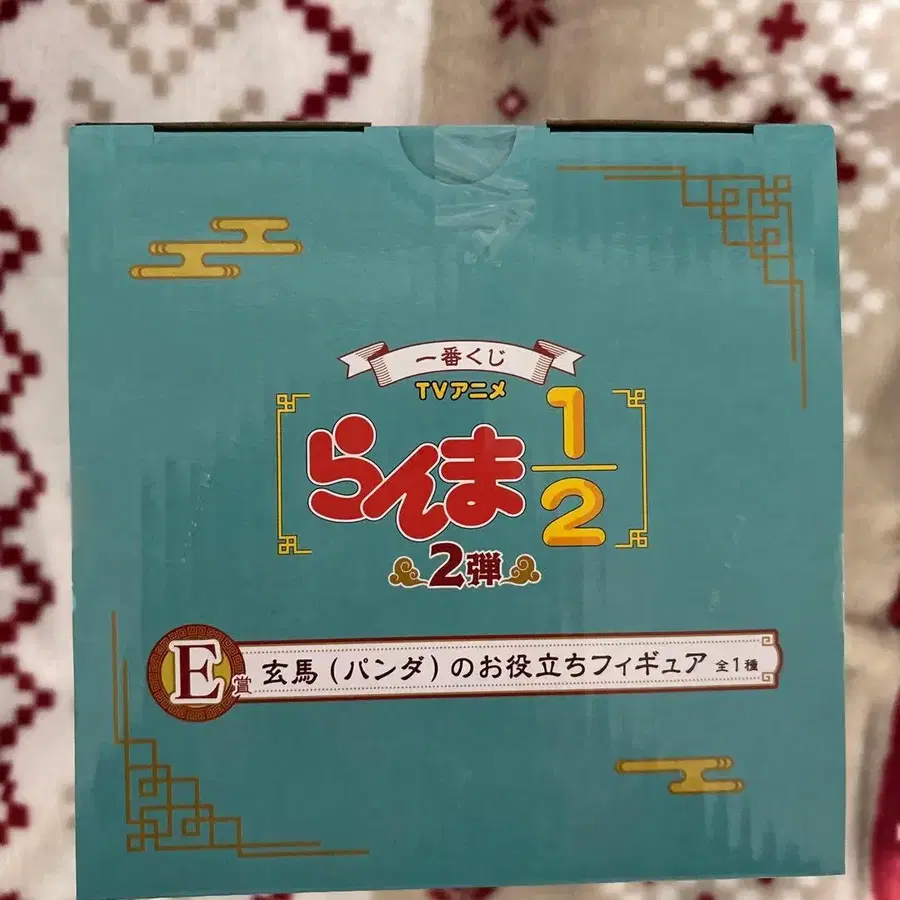 一番くじ
TVアニメ
らんま1/2
2弾
E賞 玄馬（パンダ）のお役立ちフィギュア 全1種